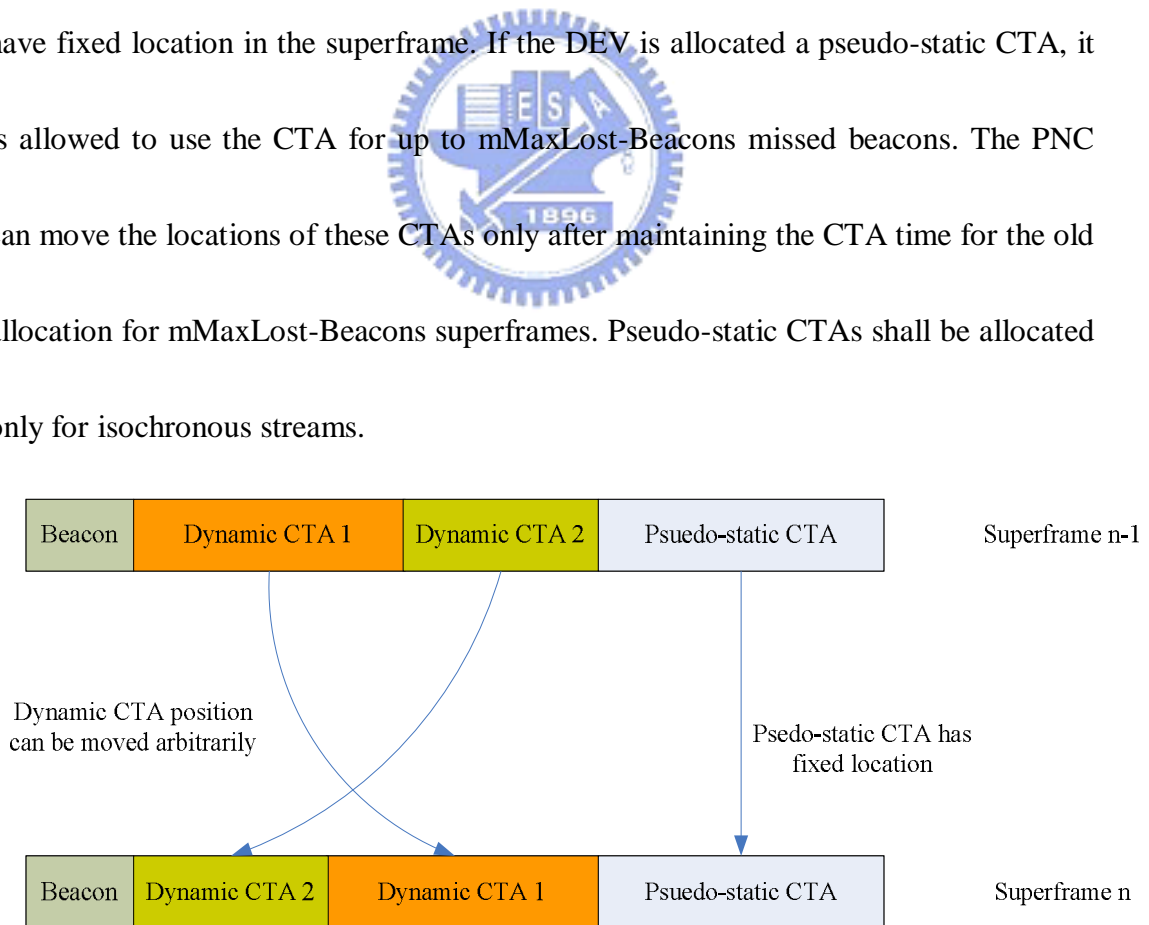 have fixed location in the superframe. If the DEV is allocated a pseudo-static CTA, it
s allowed to use the CTA for up to mMaxLost-Beacons missed beacons. The PNC
an move the locations of these CTAs only after maintaining the CTA time for the old
llocation for mMaxLost-Beacons superframes. Pseudo-static CTAs shall be allocated
only for isochronous streams.
E S A
1896
Beacon Dynamic CTA 1 Dynamic CTA 2 Psuedo-static CTA Superframe n-1
Dynamic CTA position
can be moved arbitrarily
Psedo-static CTA has
fixed location
Beacon Dynamic CTA 2 Dynamic CTA 1 Psuedo-static CTA Superframe n